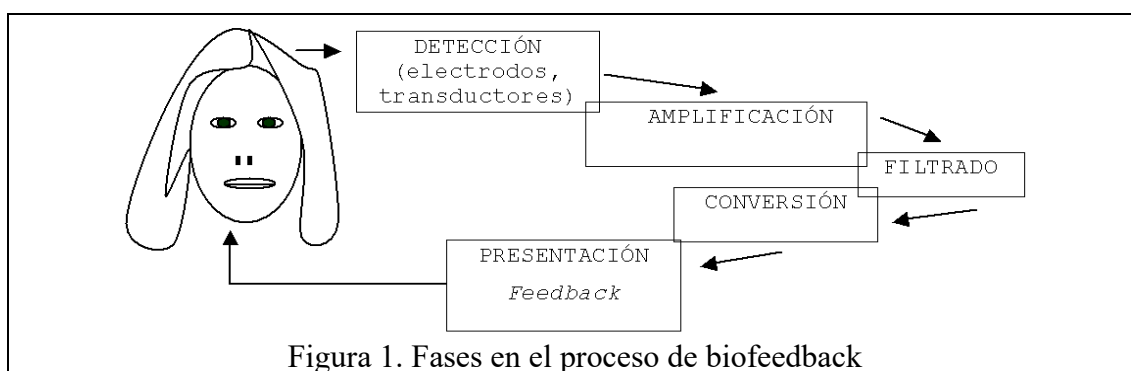 DETECCIÓN
(electrodos,
transductores)
AMPLIFICACIÓN
FILTRADO
CONVERSIÓN
PRESENTACIÓN
Feedback
Figura 1. Fases en el proceso de biofeedback